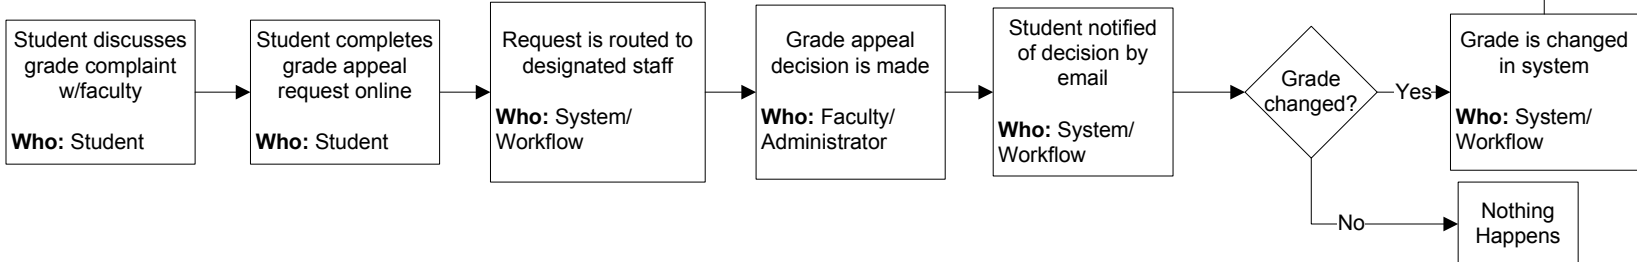 Student discusses
grade complaint
w/faculty
Who: Student
Student completes
grade appeal
request online
Who: Student
Request is routed to
designated staff
Who: System/
Workflow
Grade appeal
decision is made
Who: Faculty/
Administrator
Student notified
of decision by
email
Who: System/
Workflow
Grade
changed?
Yes
Grade is changed
in system
Who: System/
Workflow
No
Nothing
Happens